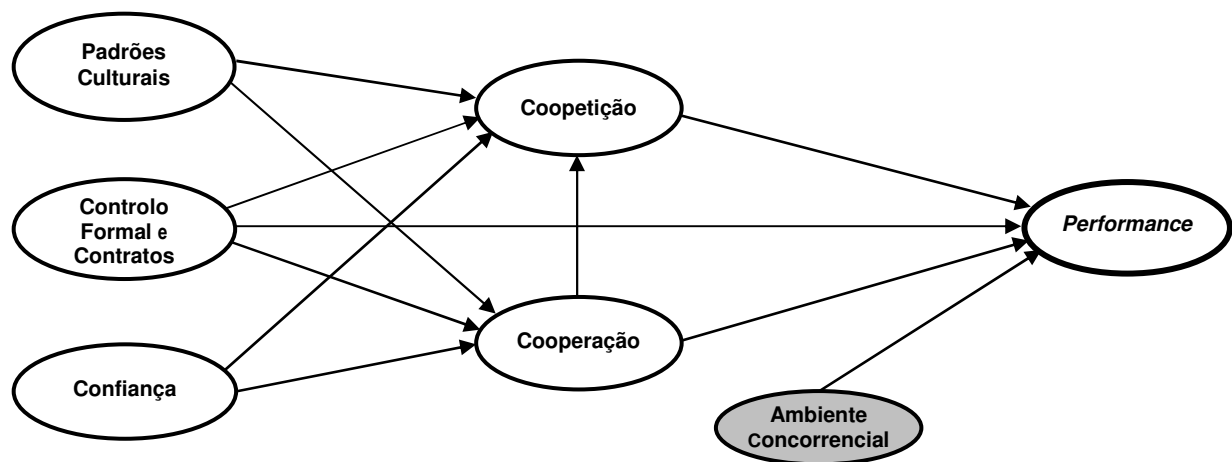 Padrões
Culturais
Coopetição
Controlo
Formal e
Contratos
Performance
Cooperação
Confiança
Ambiente
Concorrencial